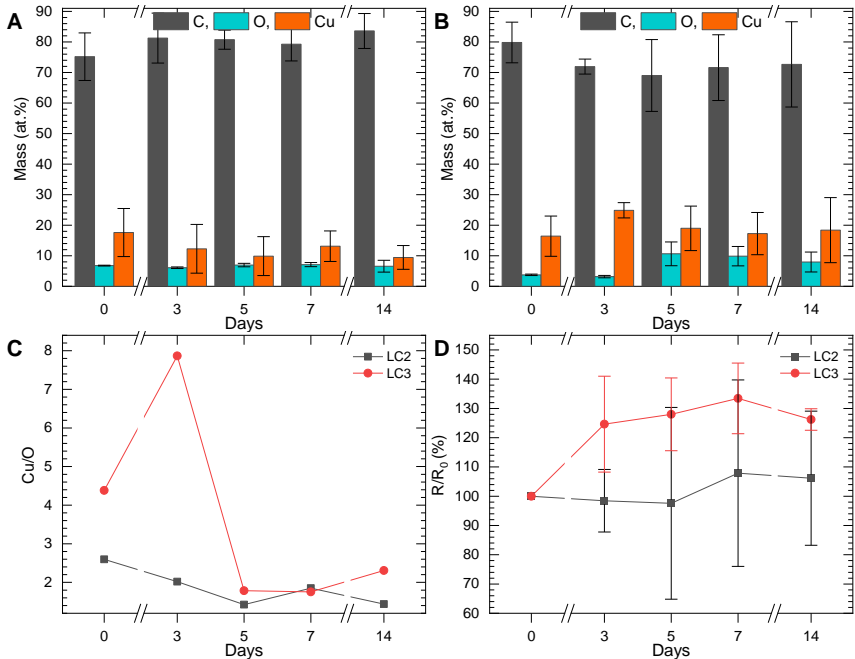 A
C, O, Cu
Mass (at.%)
90
80
70
60
50
40
30
20
10
0
0 3 5 7 14
Days
B
C, O, Cu
Mass (at.%)
90
80
70
60
50
40
30
20
10
0
0 3 5 7 14
Days
C
LC2
LC3
Cu/O
8
7
6
5
4
3
2
0 3 5 7 14
Days
D
LC2
LC3
R/R₀ (%)
150
140
130
120
110
100
90
80
70
60
0 3 5 7 14
Days